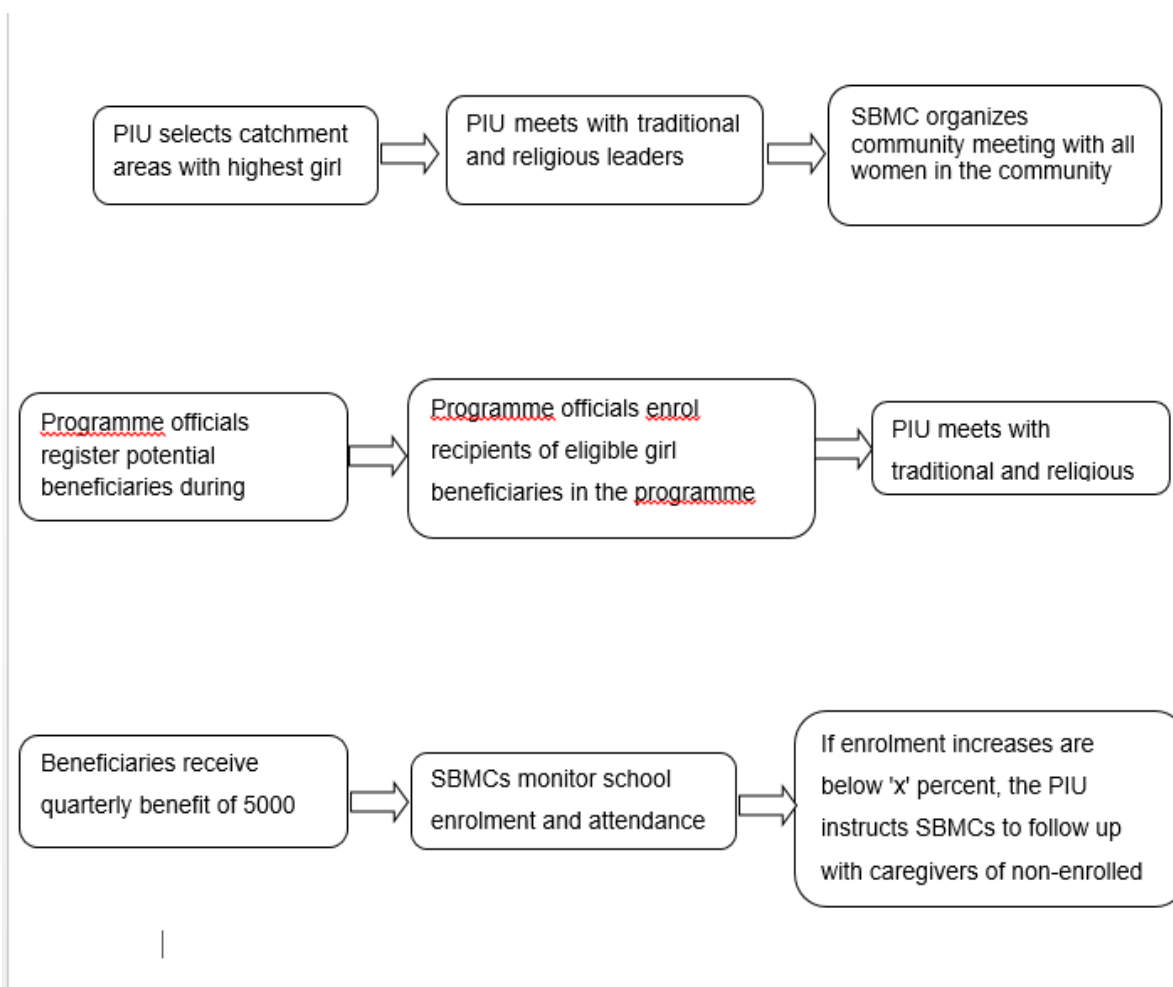 PIU selects catchment
areas with highest girl
PIU meets with traditional
and religious leaders
SBMC organizes
community meeting with all
women in the community
Programme officials
register potential
beneficiaries during
Programme officials enrol
recipients of eligible girl
beneficiaries in the programme
PIU meets with
traditional and religious
Beneficiaries receive
quarterly benefit of 5000
SBMCs monitor school
enrolment and attendance
If enrolment increases are
below 'x' percent, the PIU
instructs SBMCs to follow up
with caregivers of non-enrolled